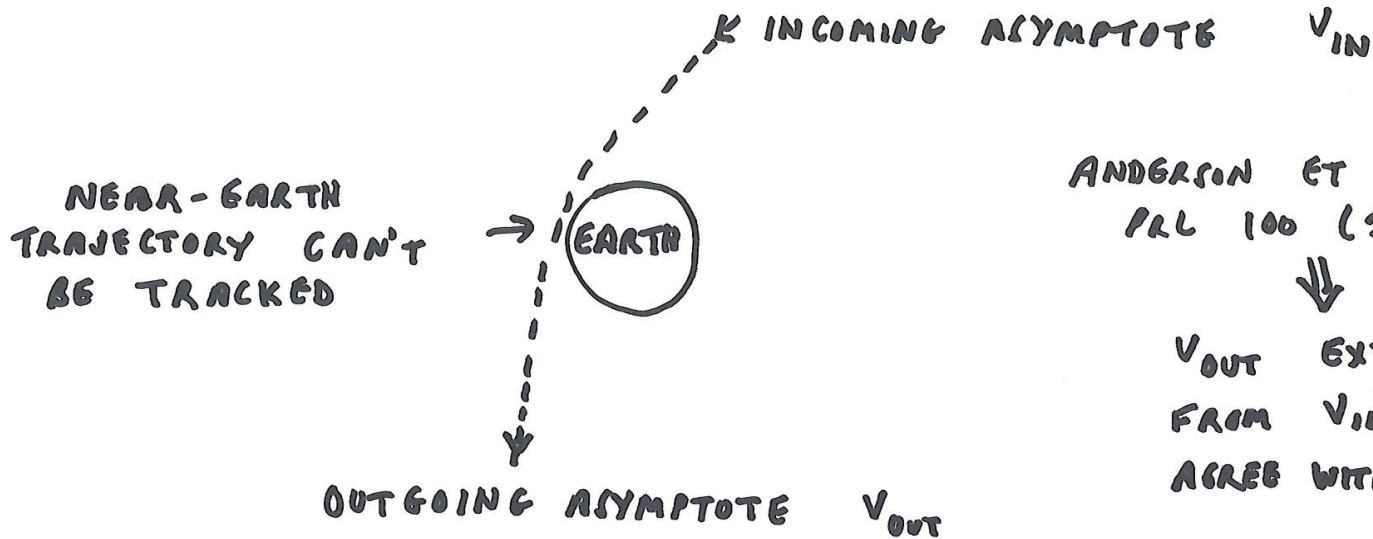 INCOMING ASYMPTOTE V_IN
NEAR-EARTH
TRAJECTORY CAN'T
BE TRACKED
→
EARTH
ANDERSON ET
PRL 100 (
⇓
V_OUT
FROM
AGREE
OUTGOING ASYMPTOTE V_OUT